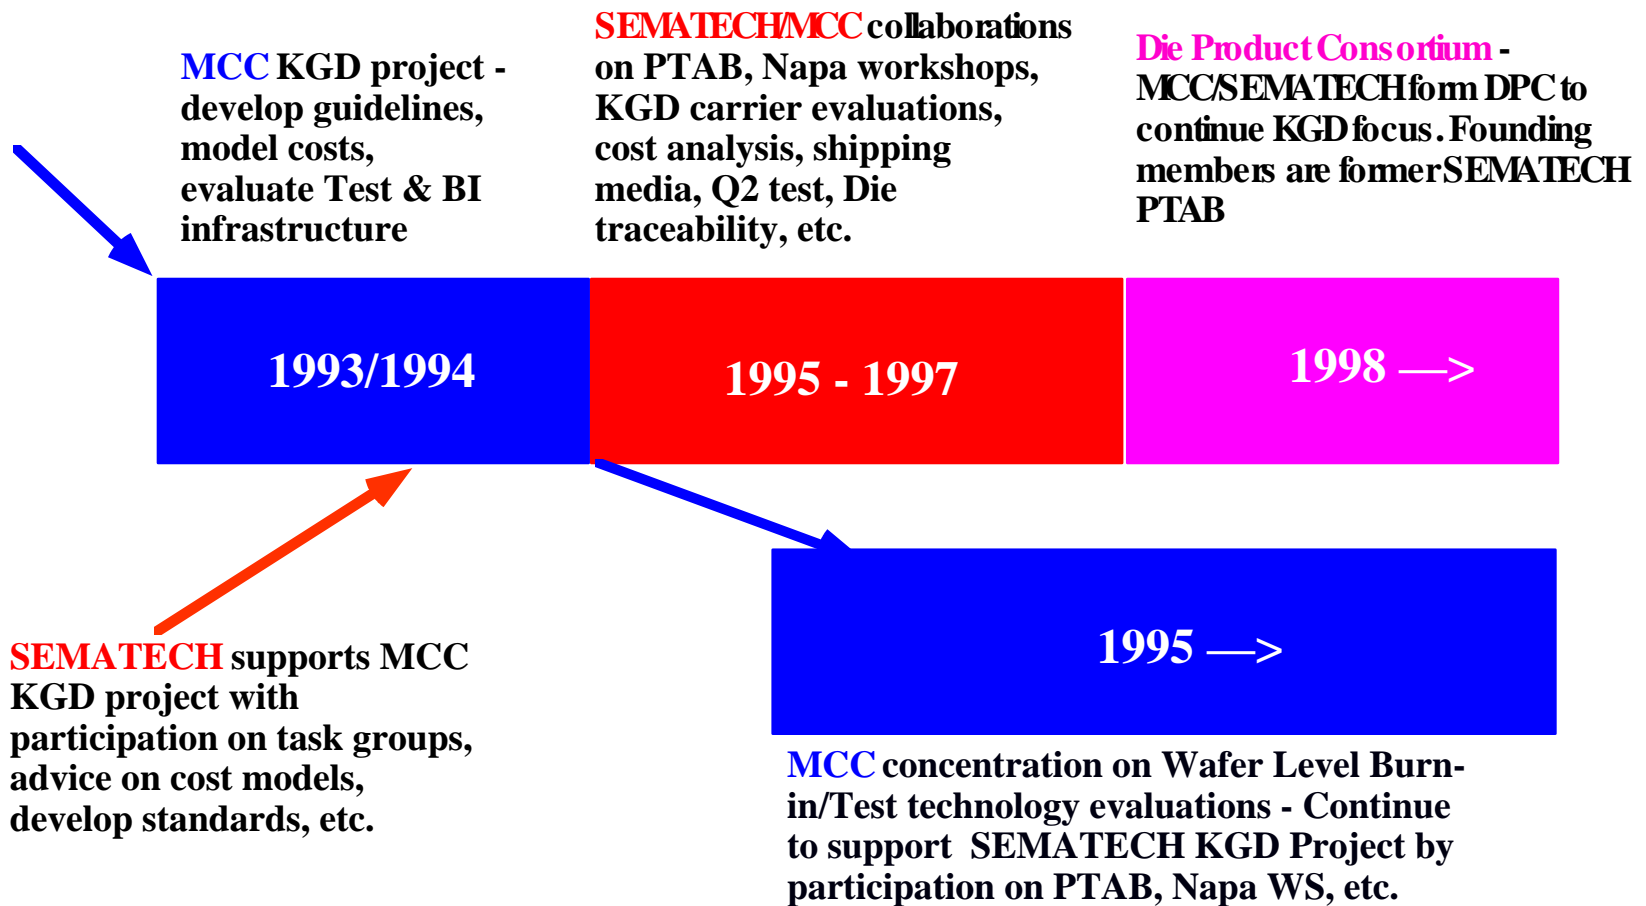 MCC KGD project -
develop guidelines,
model costs,
evaluate Test & BI
infrastructure
SEMATECH/MCC collaborations
on PTAB, Napa workshops,
KGD carrier evaluations,
cost analysis, shipping
media, Q2 test, Die
traceability, etc.
Die Product Consortium -
MCC/SEMATECH form DPC to
continue KGD focus. Founding
members are former SEMATECH
PTAB
1993/1994
1995 - 1997
1998 —>
SEMATECH supports MCC
KGD project with
participation on task groups,
advice on cost models,
develop standards, etc.
1995 —>
MCC concentration on Wafer Level Burn-
in/Test technology evaluations - Continue
to support SEMATECH KGD Project by
participation on PTAB, Napa WS, etc.